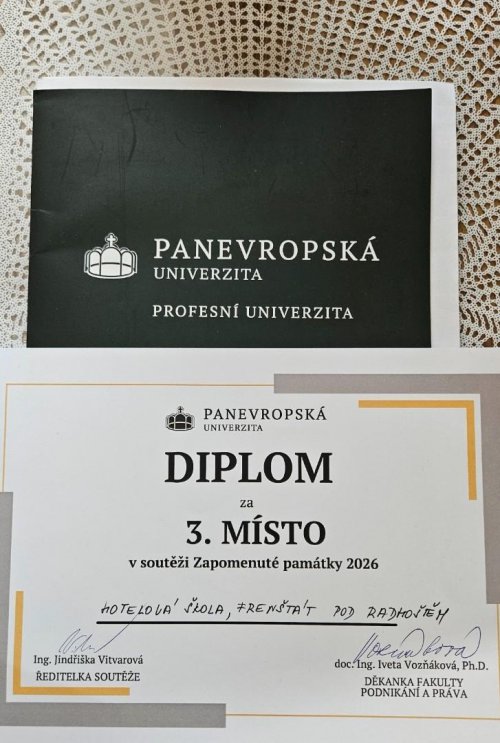 PANEVROPSKÁ
UNIVERZITA
PROFESNÍ UNIVERZITA
PANEVROPSKÁ
UNIVERZITA
DIPLOM
za
3. MÍSTO
v soutěži Zapomenuté památky 2026
HOTELOVÁ ŠKOLA, FRENŠTÁT POD RADHOŠTĚM
Ing. Jindřiška Vitvarová
ŘEDITELKA SOUTĚŽE
doc. Ing. Iveta Vozňáková, Ph.D.
DĚKANKA FAKULTY
PODNIKÁNÍ A PRÁVA